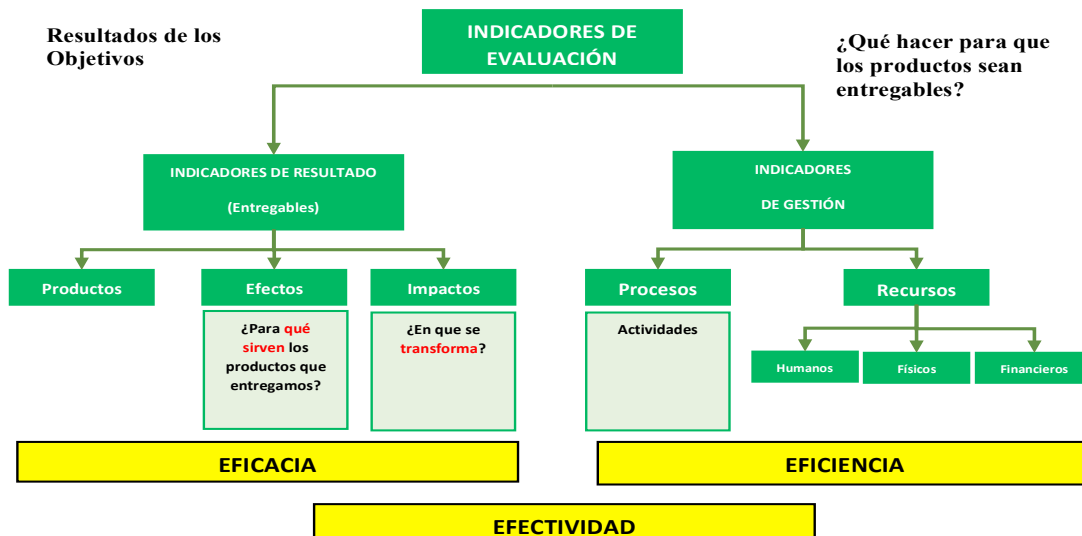 Resultados de los
Objetivos
INDICADORES DE
EVALUACIÓN
¿Qué hacer para que
los productos sean
entregables?
INDICADORES DE RESULTADO
(Entregables)
INDICADORES
DE GESTIÓN
Productos
Efectos
Impactos
Procesos
Recursos
¿Para qué
sirven los
productos que
entregamos?
¿En que se
transforma?
Actividades
Humanos
Físicos
Financieros
EFICACIA
EFICIENCIA
EFECTIVIDAD